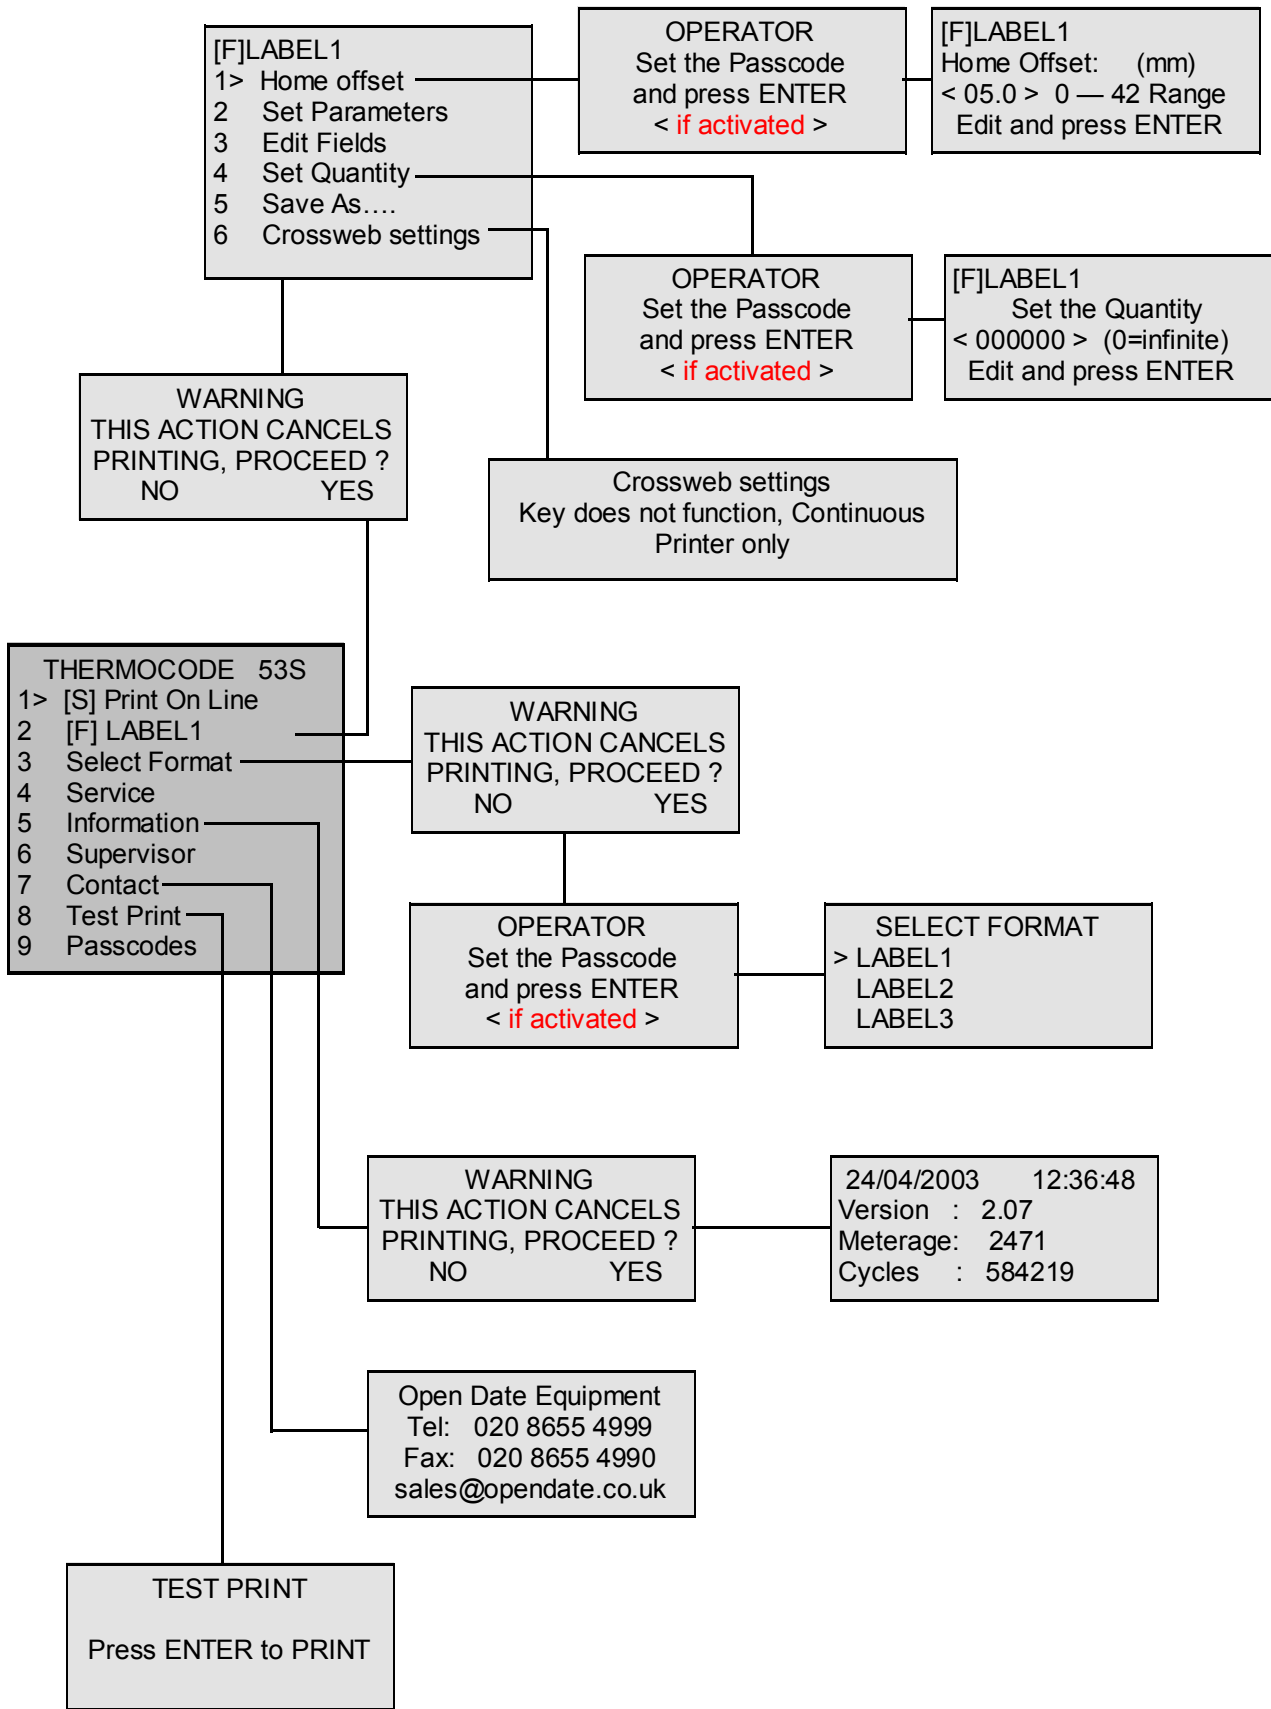 [F]LABEL1
1> Home offset
2 Set Parameters
3 Edit Fields
4 Set Quantity
5 Save As….
6 Crossweb settings
OPERATOR
Set the Passcode
and press ENTER
< if activated >
[F]LABEL1
Home Offset: (mm)
< 05.0 > 0 — 42 Range
Edit and press ENTER
OPERATOR
Set the Passcode
and press ENTER
< if activated >
[F]LABEL1
Set the Quantity
< 000000 > (0=infinite)
Edit and press ENTER
WARNING
THIS ACTION CANCELS
PRINTING, PROCEED ?
NO YES
Crossweb settings
Key does not function, Continuous
Printer only
THERMOCODE 53S
1> [S] Print On Line
2 [F] LABEL1
3 Select Format
4 Service
5 Information
6 Supervisor
7 Contact
8 Test Print
9 Passcodes
WARNING
THIS ACTION CANCELS
PRINTING, PROCEED ?
NO YES
OPERATOR
Set the Passcode
and press ENTER
< if activated >
SELECT FORMAT
> LABEL1
LABEL2
LABEL3
WARNING
THIS ACTION CANCELS
PRINTING, PROCEED ?
NO YES
24/04/2003 12:36:48
Version : 2.07
Meterage: 2471
Cycles : 584219
Open Date Equipment
Tel: 020 8655 4999
Fax: 020 8655 4990
sales@opendate.co.uk
TEST PRINT
Press ENTER to PRINT